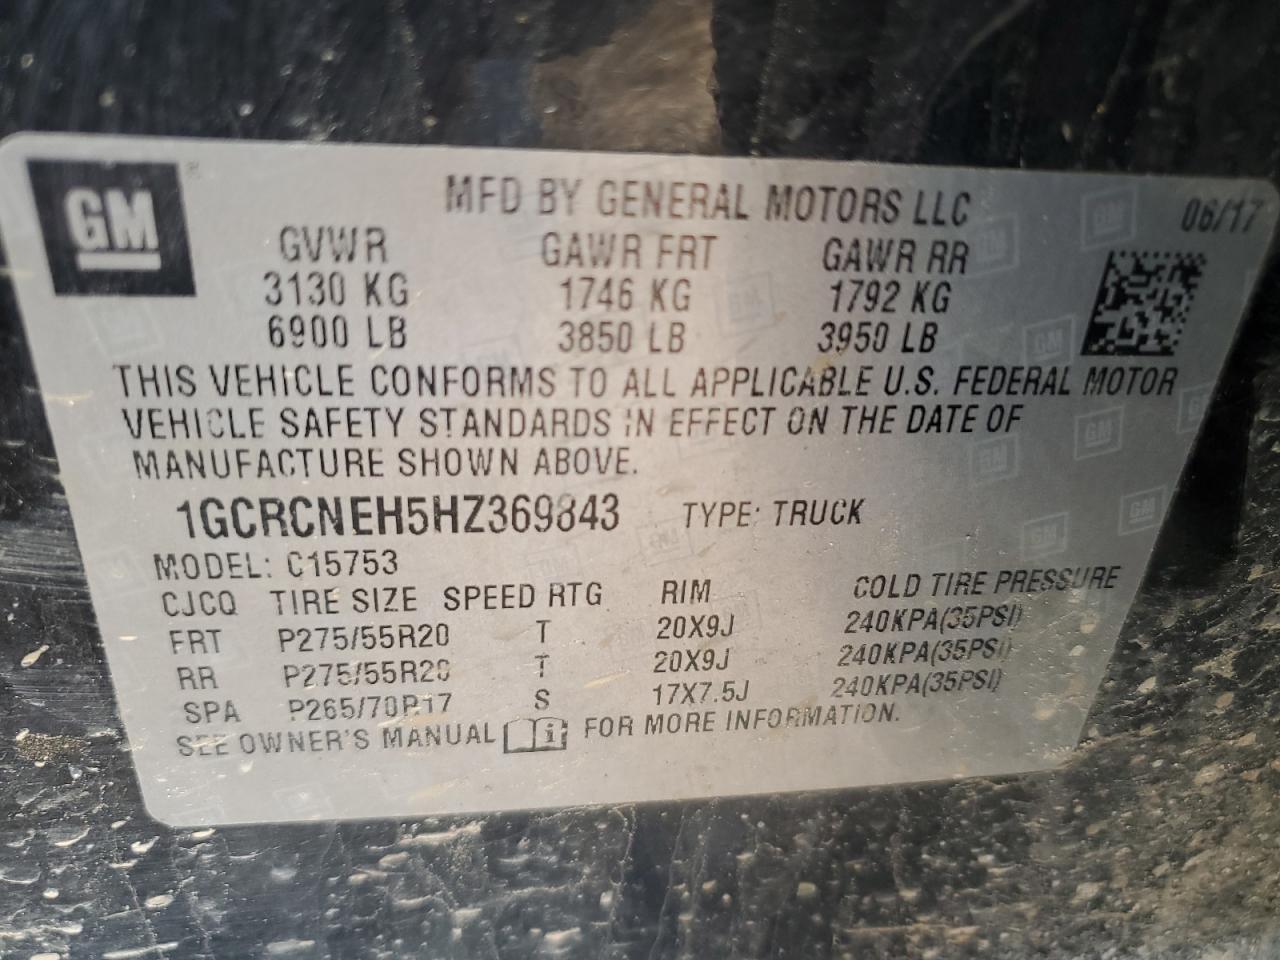 GM
MFD BY GENERAL MOTORS LLC 06/17
GVWR GAWR FRT GAWR RR
3130 KG 1746 KG 1792 KG
6900 LB 3850 LB 3950 LB
THIS VEHICLE CONFORMS TO ALL APPLICABLE U.S. FEDERAL MOTOR
VEHICLE SAFETY STANDARDS IN EFFECT ON THE DATE OF
MANUFACTURE SHOWN ABOVE.
1GCRCNEH5HZ369843 TYPE: TRUCK
MODEL: C15753
CJCQ TIRE SIZE SPEED RTG RIM COLD TIRE PRESSURE
FRT P275/55R20 T 20X9J 240KPA(35PSI)
RR P275/55R20 T 20X9J 240KPA(35PSI)
SPA P265/70R17 S 17X7.5J 240KPA(35PSI)
SEE OWNER'S MANUAL i FOR MORE INFORMATION.